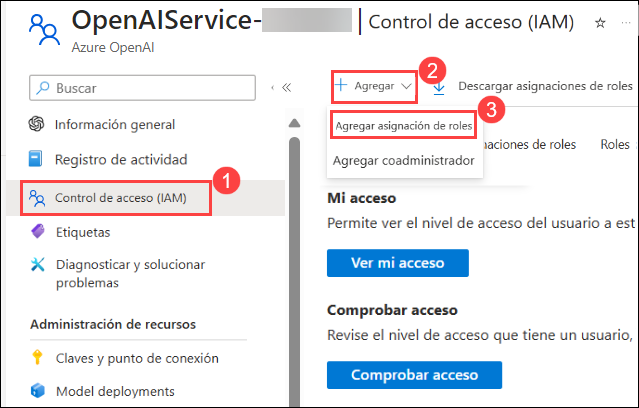 OpenAIService- | Control de acceso (IAM)
Azure OpenAI
Buscar
Información general
Registro de actividad
1
Control de acceso (IAM)
Etiquetas
Diagnosticar y solucionar
problemas
Administración de recursos
Claves y punto de conexión
Model deployments
2
Agregar
Descargar asignaciones de roles
3
Agregar asignación de roles
Agregar coadministrador
naciones de roles
Roles
Mi acceso
Permite ver el nivel de acceso del usuario a est
Ver mi acceso
Comprobar acceso
Revise el nivel de acceso que tiene un usuario,
Comprobar acceso